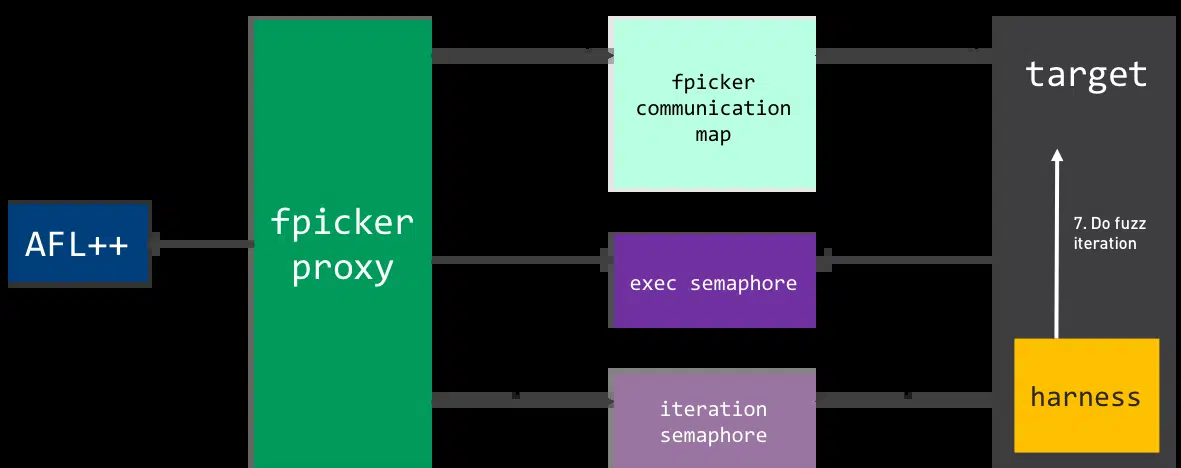 AFL++
fpicker
proxy
fpicker
communication
map
exec semaphore
iteration
semaphore
target
7. Do fuzz
iteration
harness